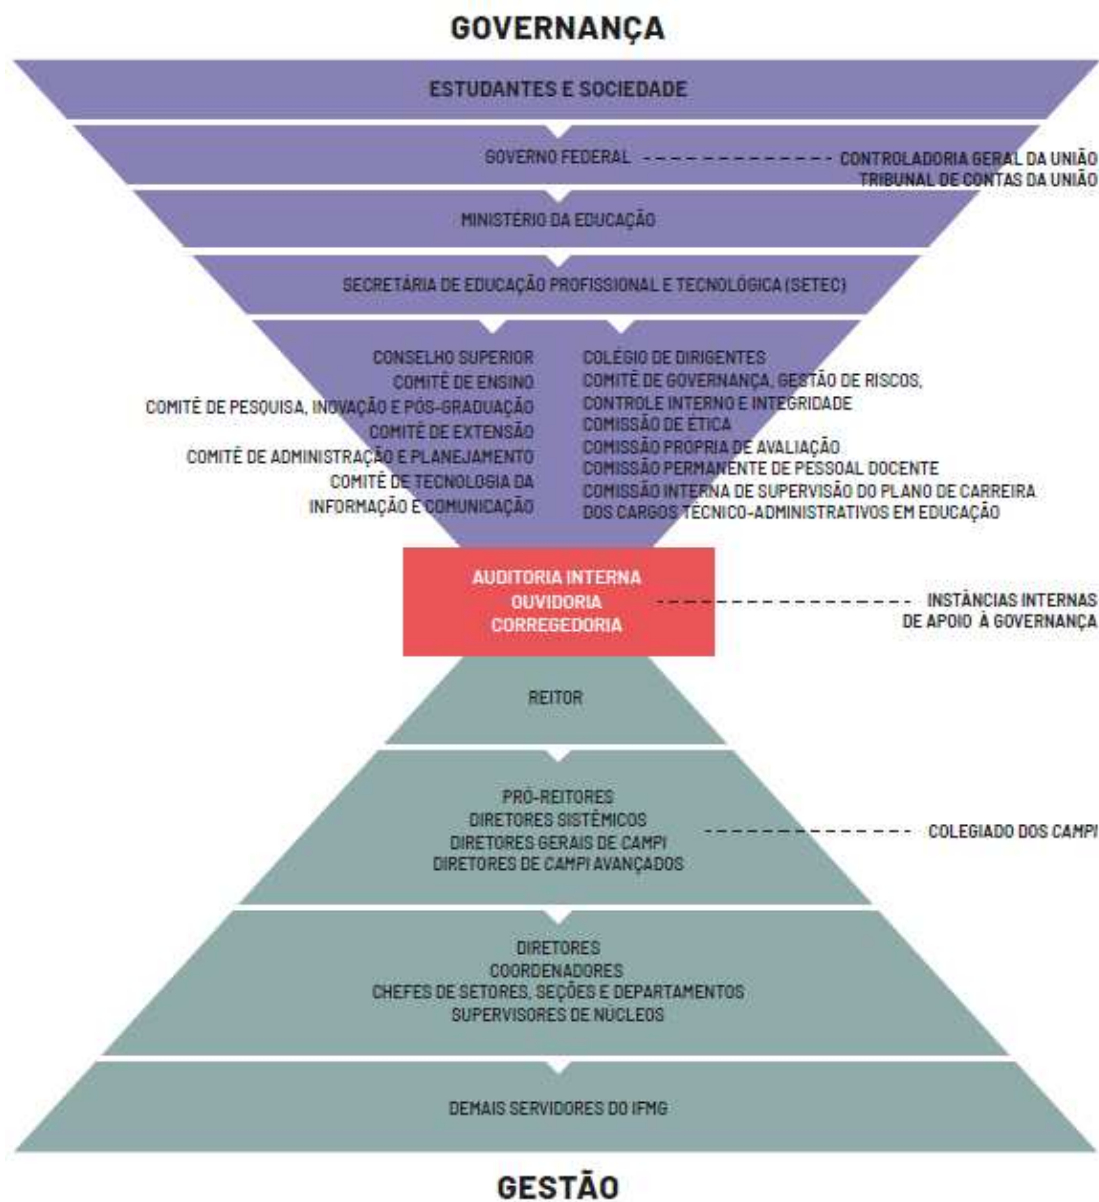 GOVERNANÇA
ESTUDANTES E SOCIEDADE
GOVERNO FEDERAL
CONTROLADORIA GERAL DA UNIÃO
TRIBUNAL DE CONTAS DA UNIÃO
MINISTÉRIO DA EDUCAÇÃO
SECRETÁRIA DE EDUCAÇÃO PROFISSIONAL E TECNOLÓGICA (SETEC)
CONSELHO SUPERIOR
COMITÊ DE ENSINO
COMITÊ DE PESQUISA, INOVAÇÃO E PÓS-GRADUAÇÃO
COMITÊ DE EXTENSÃO
COMITÊ DE ADMINISTRAÇÃO E PLANEJAMENTO
COMITÊ DE TECNOLOGIA DA
INFORMAÇÃO E COMUNICAÇÃO
COLÉGIO DE DIRIGENTES
COMITÊ DE GOVERNANÇA, GESTÃO DE RISCOS,
CONTROLE INTERNO E INTEGRIDADE
COMISSÃO DE ÉTICA
COMISSÃO PRÓPRIA DE AVALIAÇÃO
COMISSÃO PERMANENTE DE PESSOAL DOCENTE
COMISSÃO INTERNA DE SUPERVISÃO DO PLANO DE CARREIRA
DOS CARGOS TÉCNICO-ADMINISTRATIVOS EM EDUCAÇÃO
AUDITORIA INTERNA
OUVIDORIA
CORREGEDORIA
INSTÂNCIAS INTERNAS
DE APOIO À GOVERNANÇA
REITOR
PRÓ-REITORES
DIRETORES SISTÊMICOS
DIRETORES GERAIS DE CAMPI
DIRETORES DE CAMPI AVANÇADOS
COLEGIADO DOS CAMPI
DIRETORES
COORDENADORES
CHEFES DE SETORES, SEÇÕES E DEPARTAMENTOS
SUPERVISORES DE NÚCLEOS
DEMAIS SERVIDORES DO IFMG
GESTÃO